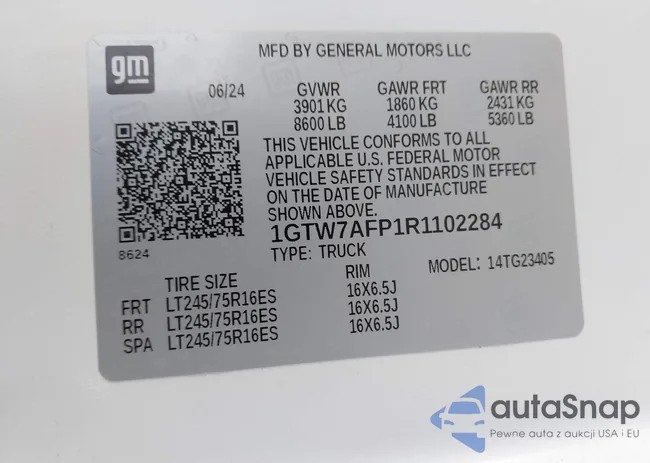 gm
MFD BY GENERAL MOTORS LLC
06/24 GVWR GAWR FRT GAWR RR
3901 KG 1860 KG 2431 KG
8600 LB 4100 LB 5360 LB
THIS VEHICLE CONFORMS TO ALL
APPLICABLE U.S. FEDERAL MOTOR
VEHICLE SAFETY STANDARDS IN EFFECT
ON THE DATE OF MANUFACTURE
SHOWN ABOVE.
1GTW7AFP1R1102284
8624 TYPE: TRUCK MODEL: 14TG23405
TIRE SIZE RIM
FRT LT245/75R16ES 16X6.5J
RR LT245/75R16ES 16X6.5J
SPA LT245/75R16ES 16X6.5J
autaSnap
Pewne auta z aukcji USA i EU